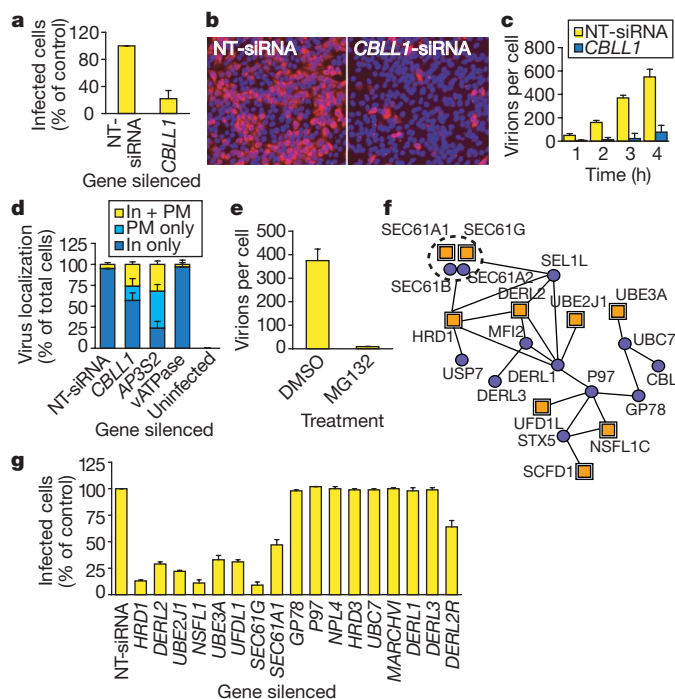 a
Infected cells
(% of control)
120
80
40
0
NT-
siRNA
CBLL1
Gene silenced
b
NT-siRNA
CBLL1-siRNA
c
NT-siRNA
CBLL1
Virions per cell
800
600
400
200
0
1 2 3 4
Time (h)
d
In + PM
PM only
In only
Virus localization
(% of total cells)
100
75
50
25
0
NT-siRNA
CBLL1
AP3S2
vATPase
Uninfected
Gene silenced
e
Virions per cell
500
400
300
200
100
0
DMSO
MG132
Treatment
f
SEC61A1
SEC61G
SEC61B
SEC61A2
SEL1L
DERL2
UBE2J1
UBE3A
HRD1
MFI2
UBC7
USP7
DERL1
P97
CBL
DERL3
GP78
UFD1L
STX5
NSFL1C
SCFD1
g
Infected cells
(% of control)
125
100
75
50
25
0
NT-siRNA
HRD1
DERL2
UBE2J1
NSFL1
UBE3A
UFDL1
SEC61G
SEC61A1
GP78
P97
NPL4
HRD3
UBC7
MARCHVI
DERL1
DERL3
DERL2R
Gene silenced